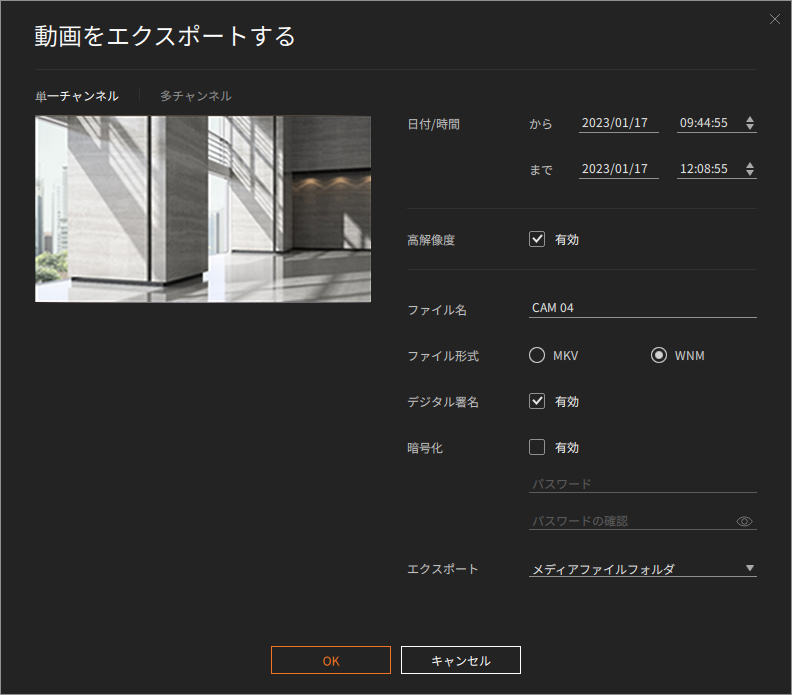 動画をエクスポートする
単一チャンネル 多チャンネル
日付/時間 から 2023/01/17 09:44:55
まで 2023/01/17 12:08:55
高解像度 有効
ファイル名 CAM 04
ファイル形式 MKV WNM
デジタル署名 有効
暗号化 有効
パスワード
パスワードの確認
エクスポート メディアファイルフォルダ
OK キャンセル